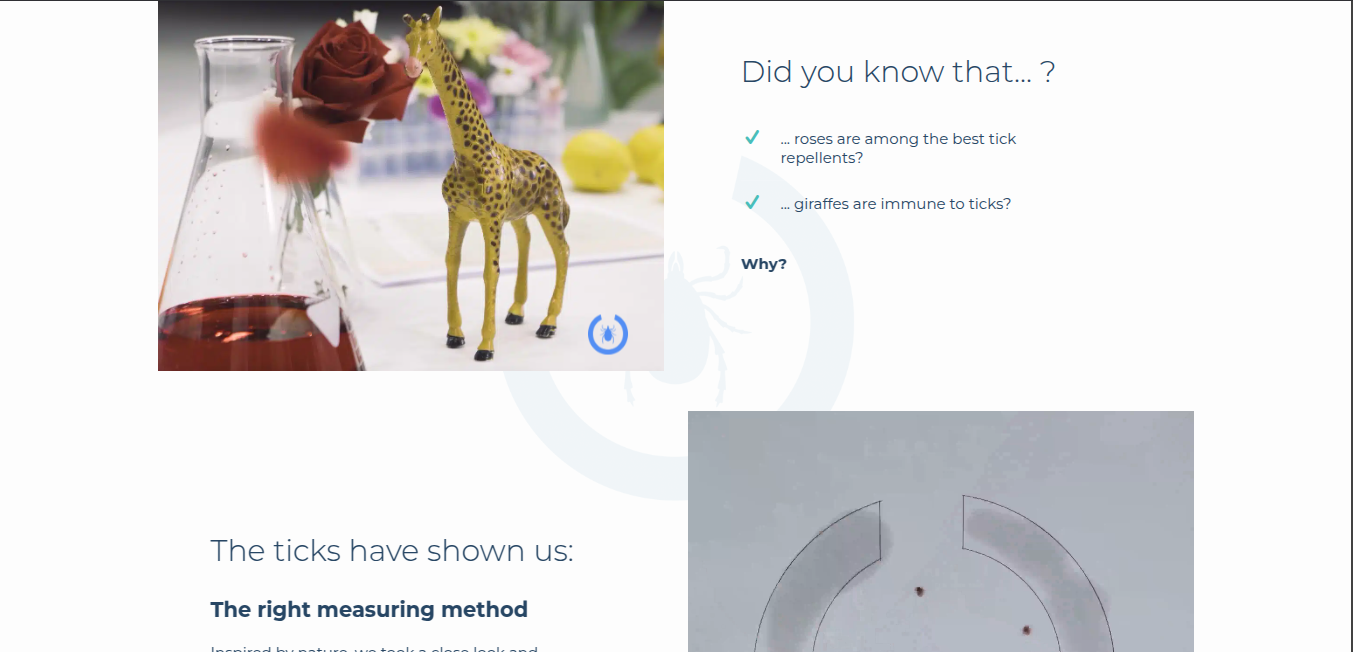 Did you know that... ?
... roses are among the best tick
repellents?
... giraffes are immune to ticks?
Why?
The ticks have shown us:
The right measuring method
Inspired by nature, we took a close look and